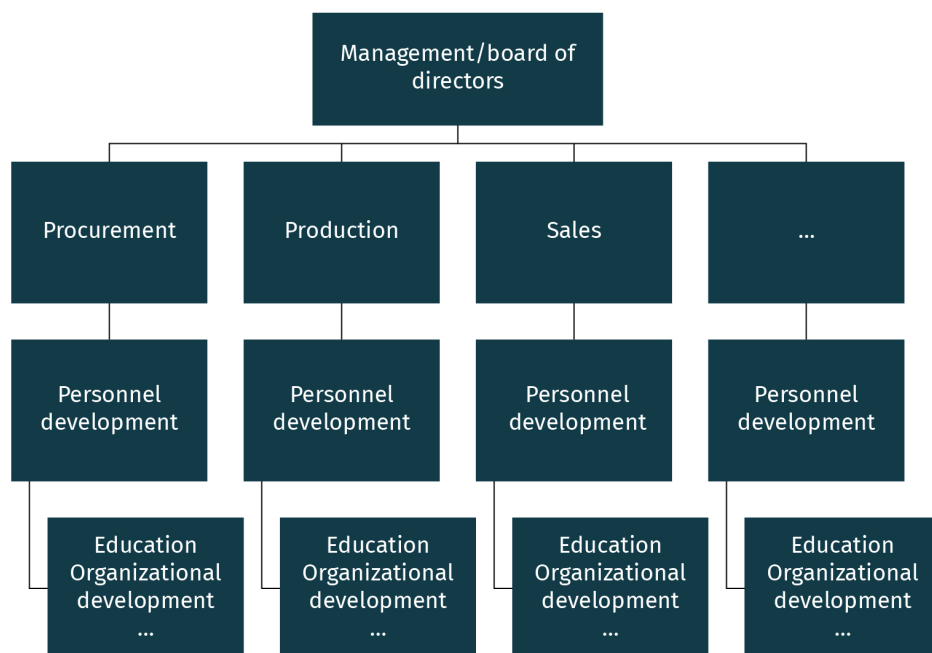 Management/board of
directors
Procurement
Production
Sales
...
Personnel
development
Personnel
development
Personnel
development
Personnel
development
Education
Organizational
development
...
Education
Organizational
development
...
Education
Organizational
development
...
Education
Organizational
development
...